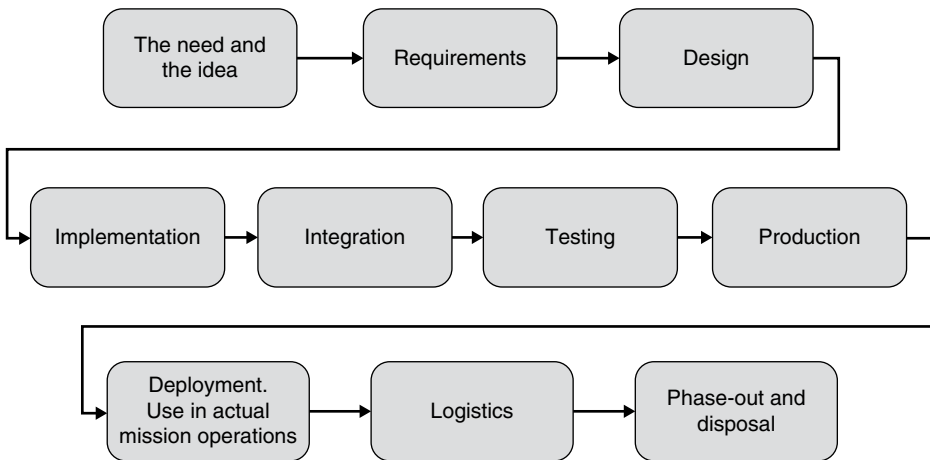 The need and
the idea
Requirements
Design
Implementation
Integration
Testing
Production
Deployment.
Use in actual
mission operations
Logistics
Phase-out and
disposal